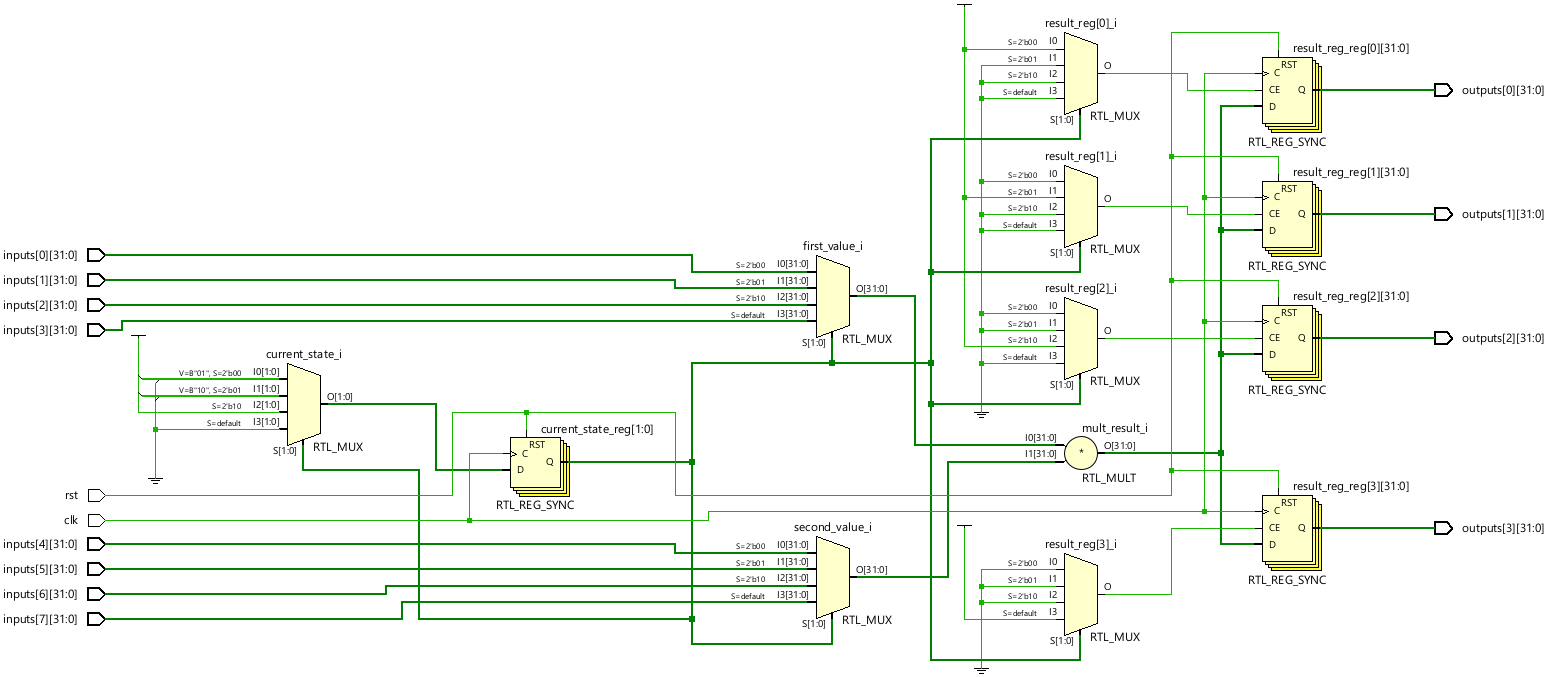 result_reg[0]_i
S=2'b00 I0
S=2'b01 I1
S=2'b10 I2
S=default I3
O
S[1:0]
RTL_MUX
result_reg_reg[0][31:0]
RST
C
CE
D
Q
RTL_REG_SYNC
outputs[0][31:0]
result_reg[1]_i
S=2'b00 I0
S=2'b01 I1
S=2'b10 I2
S=default I3
O
S[1:0]
RTL_MUX
result_reg_reg[1][31:0]
RST
C
CE
D
Q
RTL_REG_SYNC
outputs[1][31:0]
inputs[0][31:0]
inputs[1][31:0]
inputs[2][31:0]
inputs[3][31:0]
first_value_i
S=2'b00 I0[31:0]
S=2'b01 I1[31:0]
S=2'b10 I2[31:0]
S=default I3[31:0]
O[31:0]
S[1:0]
RTL_MUX
result_reg[2]_i
S=2'b00 I0
S=2'b01 I1
S=2'b10 I2
S=default I3
O
S[1:0]
RTL_MUX
result_reg_reg[2][31:0]
RST
C
CE
D
Q
RTL_REG_SYNC
outputs[2][31:0]
current_state_i
V=B"01", S=2'b00 I0[1:0]
V=B"10", S=2'b01 I1[1:0]
S=2'b10 I2[1:0]
S=default I3[1:0]
O[1:0]
S[1:0]
RTL_MUX
current_state_reg[1:0]
RST
C
D
Q
RTL_REG_SYNC
mult_result_i
I0[31:0]
I1[31:0]
*
O[31:0]
RTL_MULT
rst
clk
inputs[4][31:0]
inputs[5][31:0]
inputs[6][31:0]
inputs[7][31:0]
second_value_i
S=2'b00 I0[31:0]
S=2'b01 I1[31:0]
S=2'b10 I2[31:0]
S=default I3[31:0]
O[31:0]
S[1:0]
RTL_MUX
result_reg[3]_i
S=2'b00 I0
S=2'b01 I1
S=2'b10 I2
S=default I3
O
S[1:0]
RTL_MUX
result_reg_reg[3][31:0]
RST
C
CE
D
Q
RTL_REG_SYNC
outputs[3][31:0]